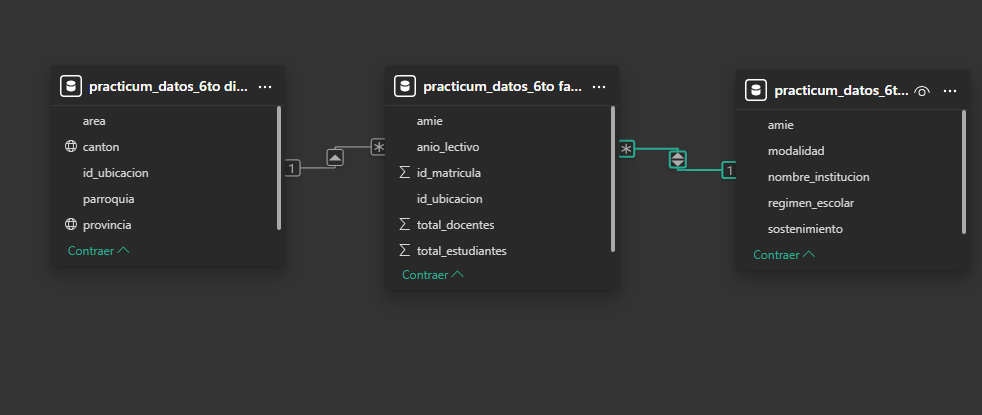 practicum_datos_6to di...
area
canton
id_ubicacion
parroquia
provincia
Contraer
1
*
practicum_datos_6to fa...
amie
anio_lectivo
id_matricula
id_ubicacion
total_docentes
total_estudiantes
Contraer
*
1
practicum_datos_6t...
amie
modalidad
nombre_institucion
regimen_escolar
sostenimiento
Contraer